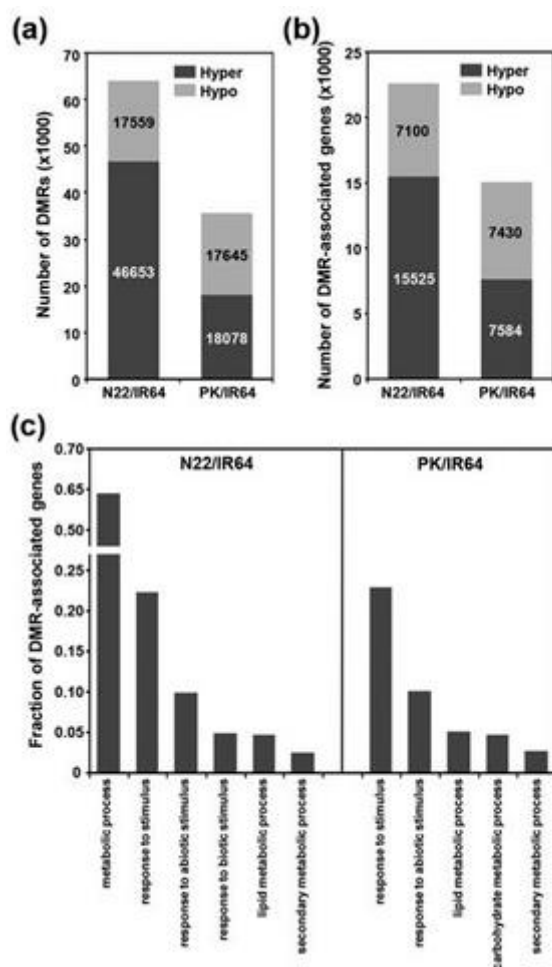 (a)
Number of DMRs (x1000)
70
60
50
40
30
20
10
0
Hyper
Hypo
17559
46653
17645
18078
N22/IR64
PK/IR64
(b)
Number of DMR-associated genes (x1000)
25
20
15
10
5
0
Hyper
Hypo
7100
15525
7430
7584
N22/IR64
PK/IR64
(c)
Fraction of DMR-associated genes
0.70
0.65
0.50
0.25
0.20
0.10
0.05
0
N22/IR64
PK/IR64
metabolic process
response to stimulus
response to abiotic stimulus
response to biotic stimulus
lipid metabolic process
secondary metabolic process
response to stimulus
response to abiotic stimulus
lipid metabolic process
carbohydrate metabolic process
secondary metabolic process